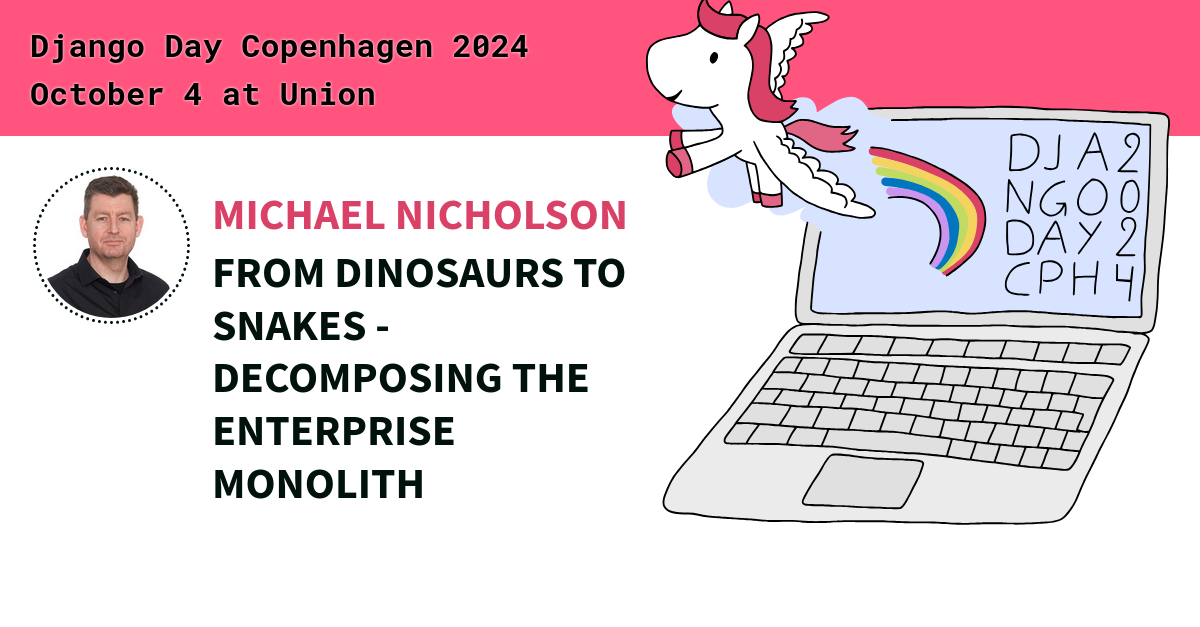 Django Day Copenhagen 2024
October 4 at Union
MICHAEL NICHOLSON
FROM DINOSAURS TO
SNAKES -
DECOMPOSING THE
ENTERPRISE
MONOLITH
DJA2
NGO0
DAY2
CPH4